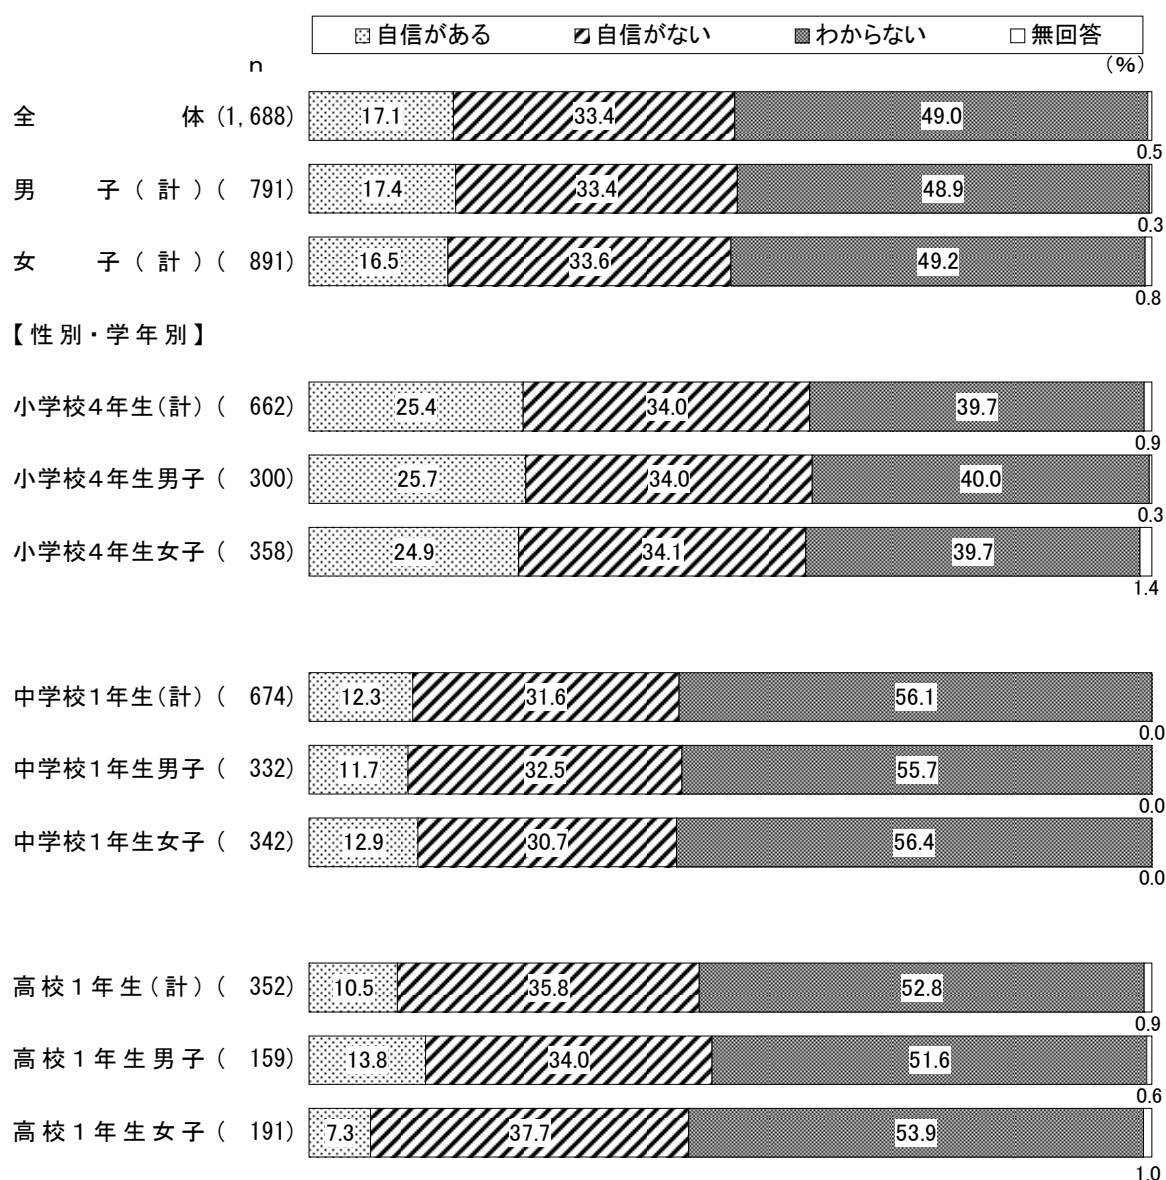 自信がある 自信がない わからない 無回答
n (%)
全体 (1,688) 17.1 33.4 49.0
0.5
男子(計) ( 791) 17.4 33.4 48.9
0.3
女子(計) ( 891) 16.5 33.6 49.2
0.8
【性別・学年別】
小学校4年生(計) ( 662) 25.4 34.0 39.7
0.9
小学校4年生男子 ( 300) 25.7 34.0 40.0
0.3
小学校4年生女子 ( 358) 24.9 34.1 39.7
1.4
中学校1年生(計) ( 674) 12.3 31.6 56.1
0.0
中学校1年生男子 ( 332) 11.7 32.5 55.7
0.0
中学校1年生女子 ( 342) 12.9 30.7 56.4
0.0
高校1年生(計) ( 352) 10.5 35.8 52.8
0.9
高校1年生男子 ( 159) 13.8 34.0 51.6
0.6
高校1年生女子 ( 191) 7.3 37.7 53.9
1.0